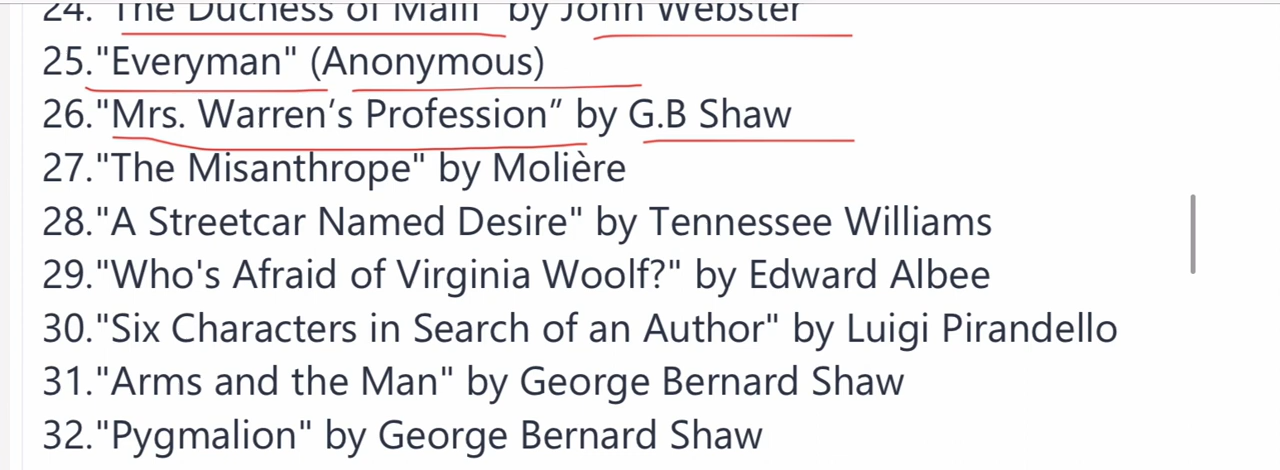 24. "The Duchess of Malfi" by John Webster
25."Everyman" (Anonymous)
26."Mrs. Warren’s Profession” by G.B Shaw
27."The Misanthrope" by Molière
28."A Streetcar Named Desire" by Tennessee Williams
29."Who's Afraid of Virginia Woolf?" by Edward Albee
30."Six Characters in Search of an Author" by Luigi Pirandello
31."Arms and the Man" by George Bernard Shaw
32."Pygmalion" by George Bernard Shaw